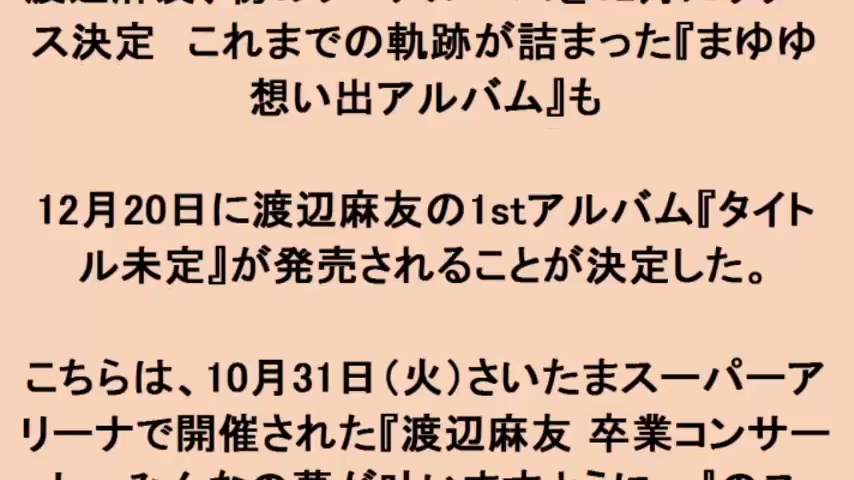 ス決定 これまでの軌跡が詰まった『まゆゆ
想い出アルバム』も
12月20日に渡辺麻友の1stアルバム『タイト
ル未定』が発売されることが決定した。
こちらは、10月31日（火）さいたまスーパーア
リーナで開催された『渡辺麻友 卒業コンサー